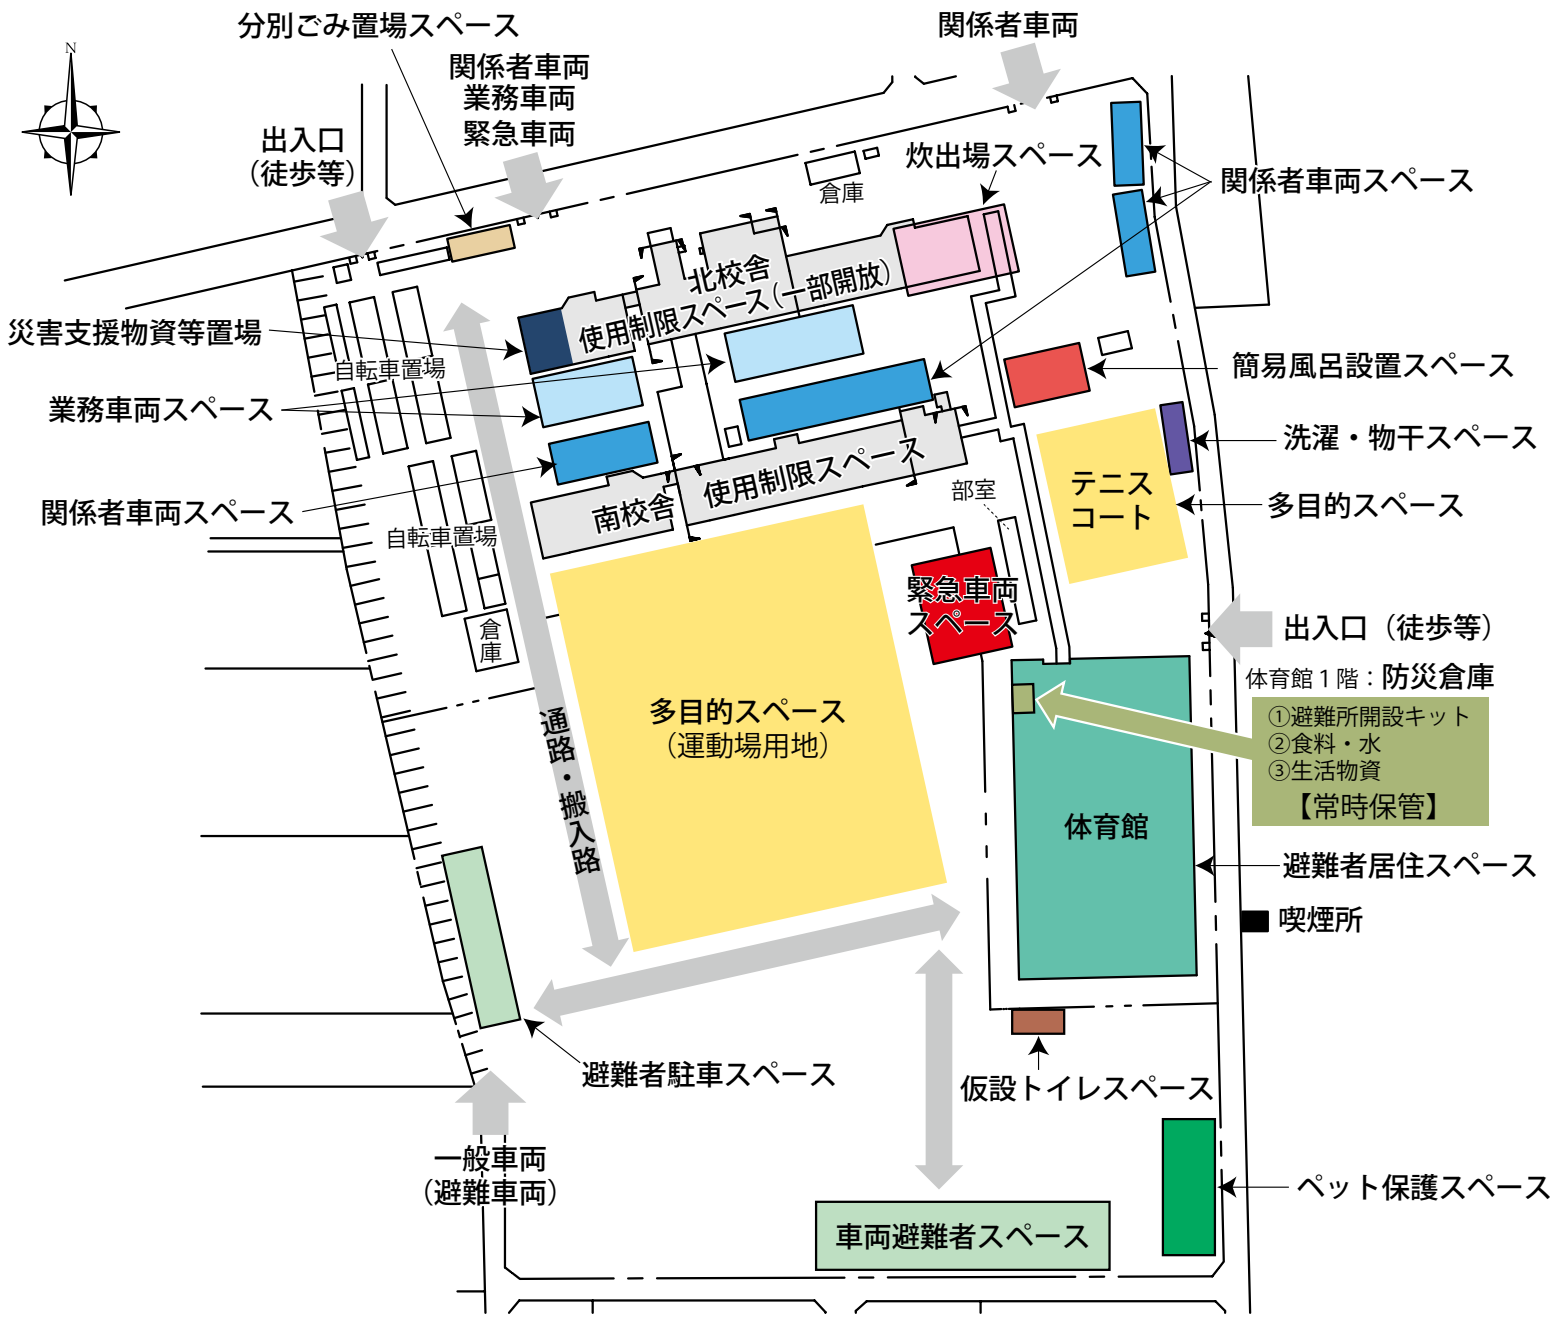 分別ごみ置場スペース
関係者車両
関係者車両
業務車両
緊急車両
N
出入口
（徒歩等）
炊出場スペース
倉庫
関係者車両スペース
北校舎
使用制限スペース（一部開放）
災害支援物資等置場
自転車置場
簡易風呂設置スペース
業務車両スペース
洗濯・物干スペース
テニス
コート
南校舎
使用制限スペース
部室
多目的スペース
関係者車両スペース
自転車置場
緊急車両
スペース
倉庫
出入口（徒歩等）
体育館１階：防災倉庫
①避難所開設キット
②食料・水
③生活物資
【常時保管】
多目的スペース
（運動場用地）
通路・搬入路
体育館
避難者居住スペース
喫煙所
避難者駐車スペース
仮設トイレスペース
一般車両
（避難車両）
ペット保護スペース
車両避難者スペース